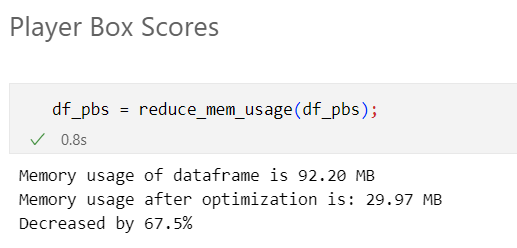 Player Box Scores
df_pbs = reduce_mem_usage(df_pbs);
0.8s
Memory usage of dataframe is 92.20 MB
Memory usage after optimization is: 29.97 MB
Decreased by 67.5%